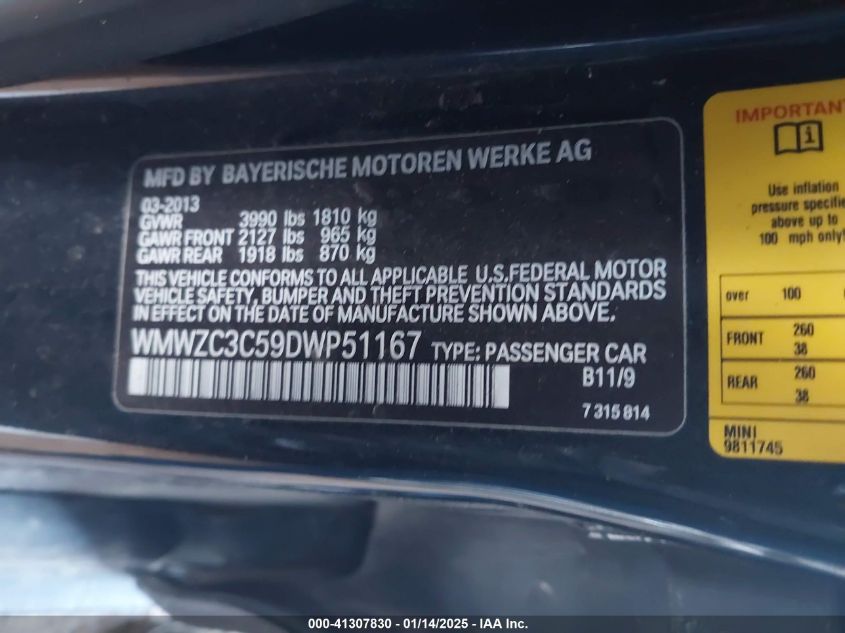 MFD BY BAYERISCHE MOTOREN WERKE AG
03-2013
GVWR 3990 lbs 1810 kg
GAWR FRONT 2127 lbs 965 kg
GAWR REAR 1918 lbs 870 kg
THIS VEHICLE CONFORMS TO ALL APPLICABLE U.S.FEDERAL MOTOR
VEHICLE SAFETY, BUMPER AND THEFT PREVENTION STANDARDS
IN EFFECT ON THE DATE OF MANUFACTURE SHOWN ABOVE.
WMWZC3C59DWP51167 TYPE: PASSENGER CAR
B11/9
7 315 814
IMPORTANT
Use inflation
pressure
above up to
100 mph only!
over 100
FRONT 260
38
REAR 260
38
MINI
9811745
000-41307830 - 01/14/2025 - IAA Inc.